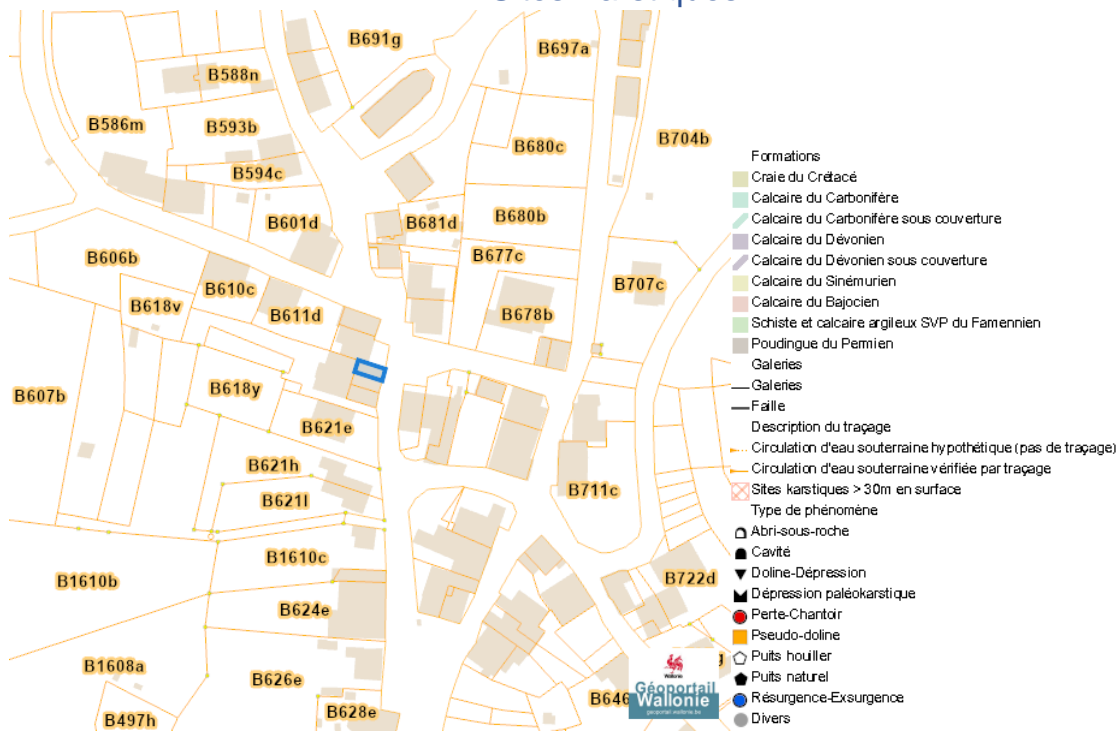 B691g
B697a
B588n
B586m
B593b
B680c
B704b
B594c
B601d
B681d
B680b
B606b
B677c
B610c
B618v
B707c
B611d
B678b
B618y
B607b
B621e
B621h
B621l
B711c
B1610c
B1610b
B722d
B624e
B1608a
B626e
B646
B497h
B628e
g
Wallonie
Géoportail
Wallonie
geoportail.wallonie.be
Formations
Craie du Crétacé
Calcaire du Carbonifère
Calcaire du Carbonifère sous couverture
Calcaire du Dévonien
Calcaire du Dévonien sous couverture
Calcaire du Sinémurien
Calcaire du Bajocien
Schiste et calcaire argileux SVP du Famennien
Poudingue du Permien
Galeries
Galeries
Faille
Description du traçage
Circulation d'eau souterraine hypothétique (pas de traçage)
Circulation d'eau souterraine vérifiée par traçage
Sites karstiques > 30m en surface
Type de phénomène
Abri-sous-roche
Cavité
Doline-Dépression
Dépression paléokarstique
Perte-Chantoir
Pseudo-doline
Puits houiller
Puits naturel
Résurgence-Exsurgence
Divers